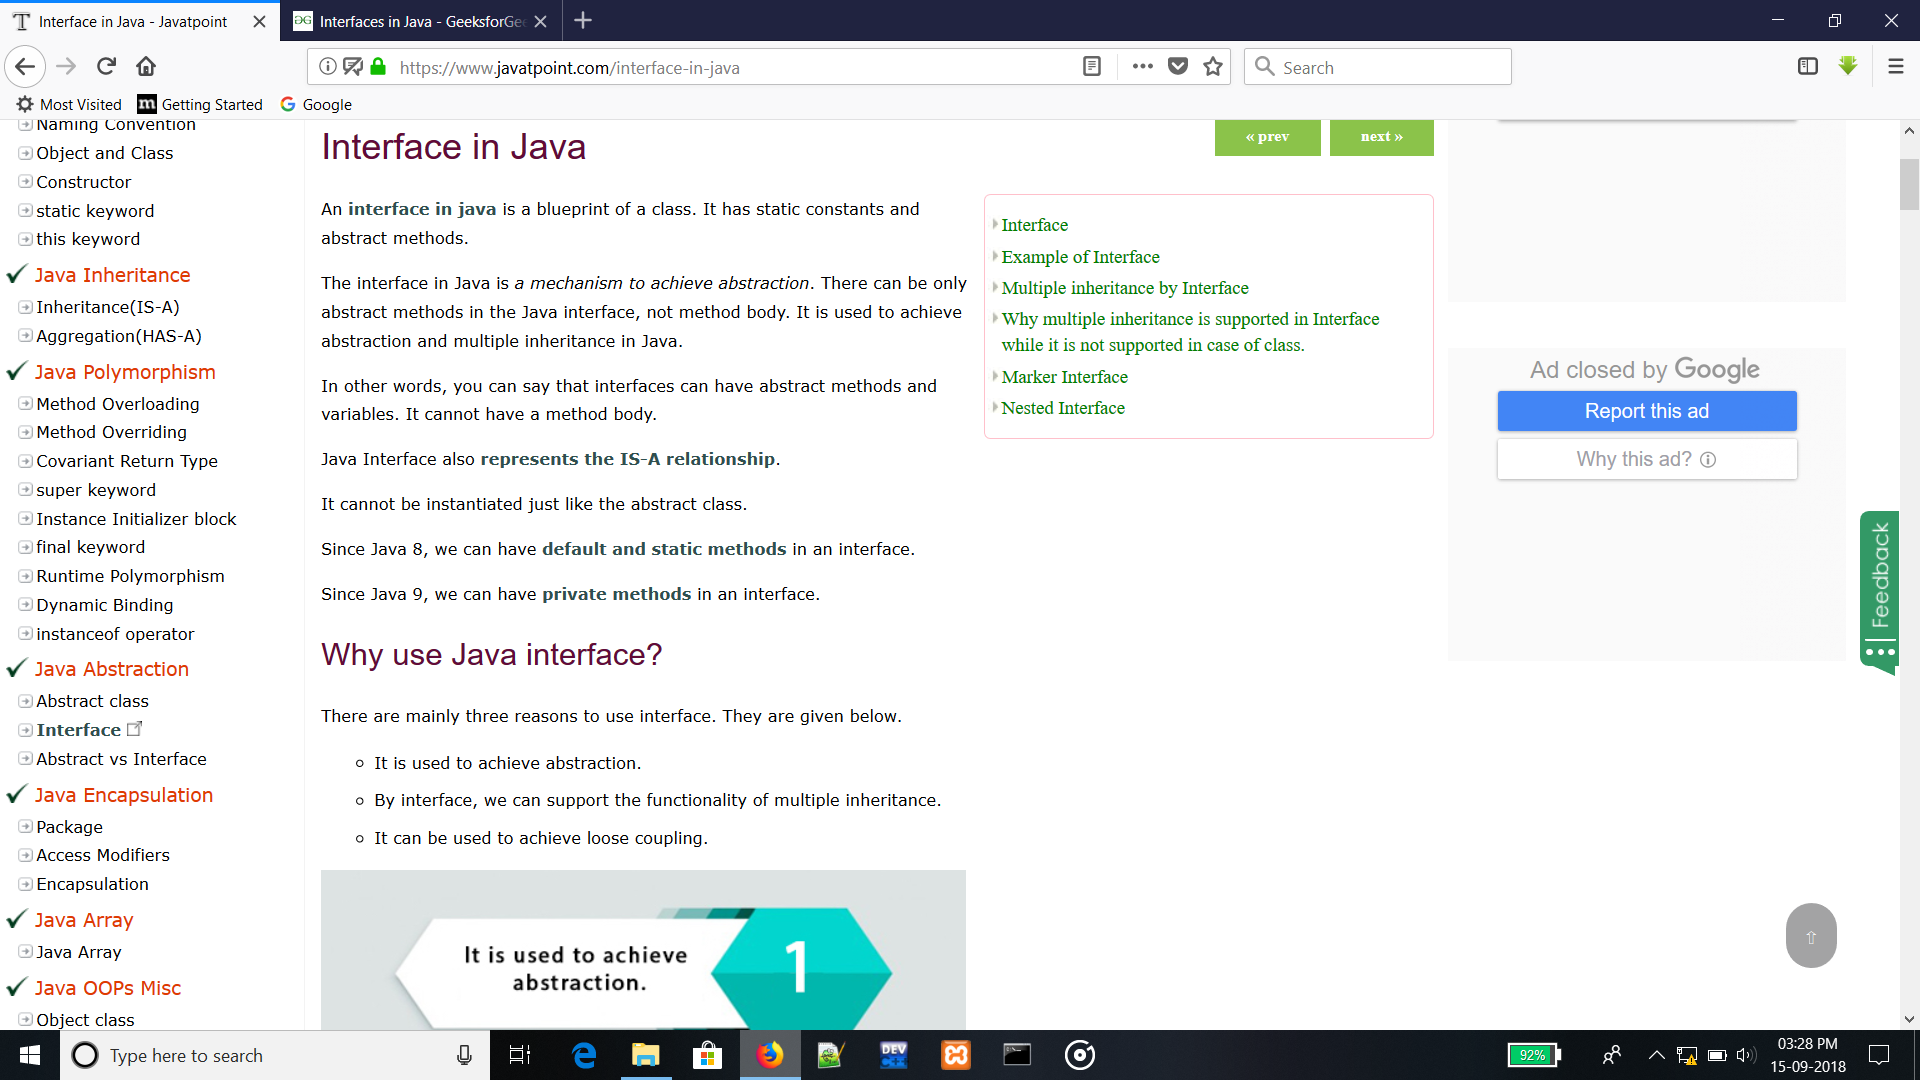 Interface in Java - Javatpoint
Interfaces in Java - GeeksforGee
https://www.javatpoint.com/interface-in-java
Search
Most Visited
m Getting Started
Google
Naming Convention
Object and Class
Constructor
static keyword
this keyword
Java Inheritance
Inheritance(IS-A)
Aggregation(HAS-A)
Java Polymorphism
Method Overloading
Method Overriding
Covariant Return Type
super keyword
Instance Initializer block
final keyword
Runtime Polymorphism
Dynamic Binding
instanceof operator
Java Abstraction
Abstract class
Interface
Abstract vs Interface
Java Encapsulation
Package
Access Modifiers
Encapsulation
Java Array
Java Array
Java OOPs Misc
Object class
Interface in Java
« prev
next »
An interface in java is a blueprint of a class. It has static constants and
abstract methods.
The interface in Java is a mechanism to achieve abstraction. There can be only
abstract methods in the Java interface, not method body. It is used to achieve
abstraction and multiple inheritance in Java.
In other words, you can say that interfaces can have abstract methods and
variables. It cannot have a method body.
Java Interface also represents the IS-A relationship.
It cannot be instantiated just like the abstract class.
Since Java 8, we can have default and static methods in an interface.
Since Java 9, we can have private methods in an interface.
Why use Java interface?
There are mainly three reasons to use interface. They are given below.
It is used to achieve abstraction.
By interface, we can support the functionality of multiple inheritance.
It can be used to achieve loose coupling.
It is used to achieve
abstraction.
1
Interface
Example of Interface
Multiple inheritance by Interface
Why multiple inheritance is supported in Interface
while it is not supported in case of class.
Marker Interface
Nested Interface
Ad closed by Google
Report this ad
Why this ad?
Feedback
Type here to search
DEV
92%
03:28 PM
15-09-2018